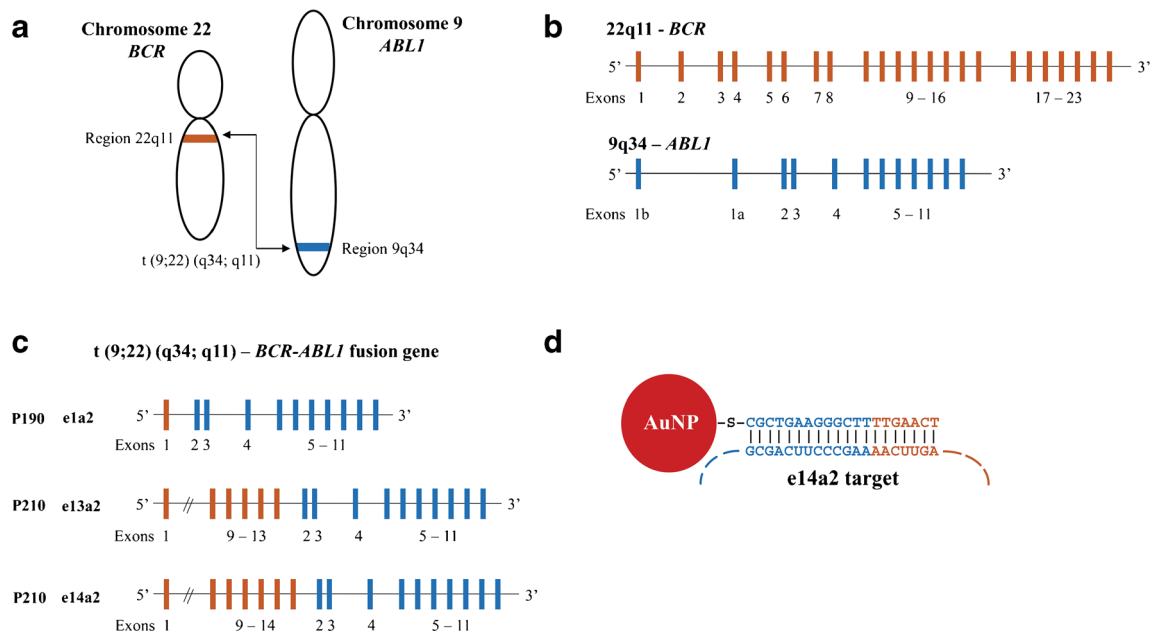 a
Chromosome 22
BCR
Chromosome 9
ABL1
Region 22q11
Region 9q34
t (9;22) (q34; q11)
b
22q11 - BCR
5’ 3’
Exons 1 2 3 4 5 6 7 8 9 – 16 17 – 23
9q34 – ABL1
5’ 3’
Exons 1b 1a 2 3 4 5 – 11
c
t (9;22) (q34; q11) – BCR-ABL1 fusion gene
P190 e1a2 5’ 3’
Exons 1 2 3 4 5 – 11
P210 e13a2 5’ // 3’
Exons 1 9 – 13 2 3 4 5 – 11
P210 e14a2 5’ // 3’
Exons 1 9 – 14 2 3 4 5 – 11
d
AuNP -S-CGCTGAAGGGCTTTTGAACT
GCGACUUCCCGAAAACUUGA
e14a2 target